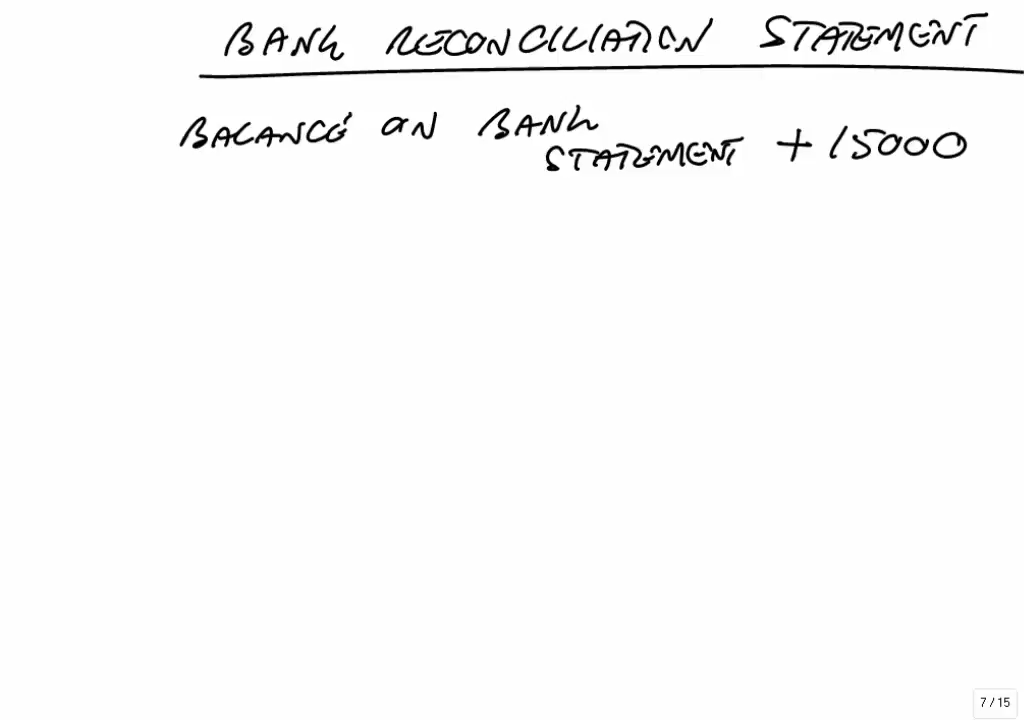 BANK RECONCILIATION STATEMENT
BALANCE ON BANK
STATEMENT + 15000
7 / 15